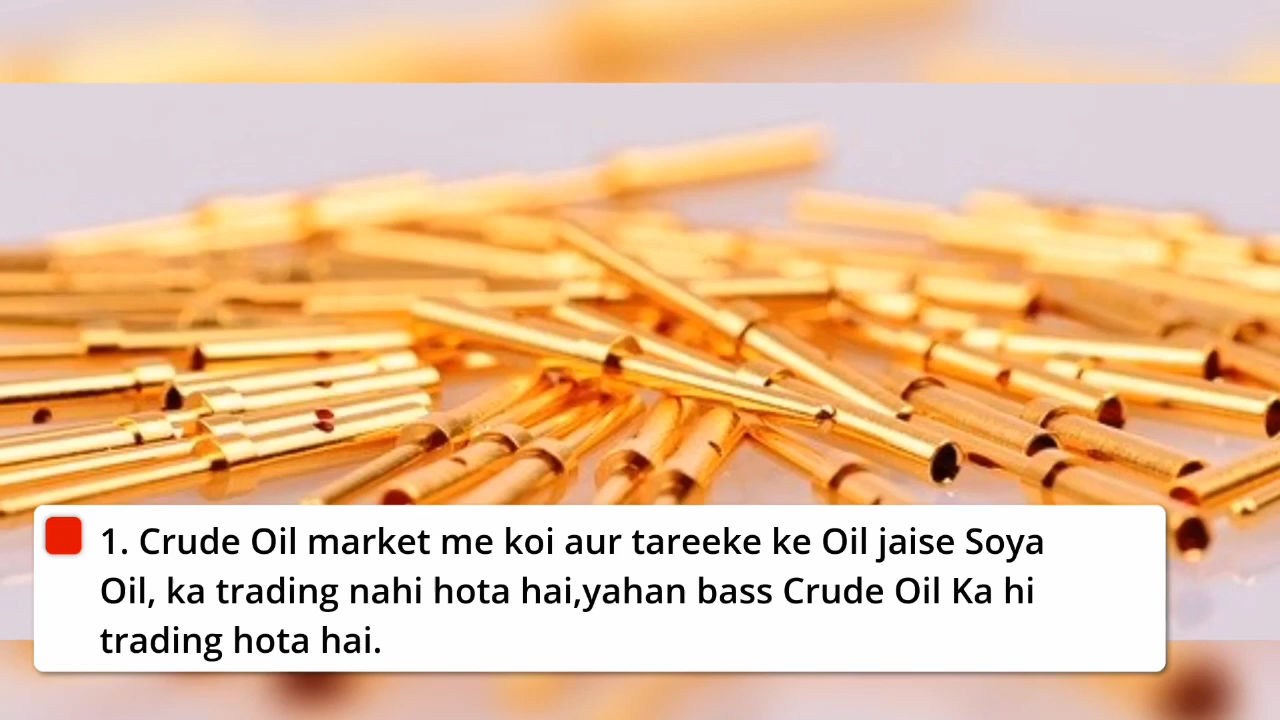 1. Crude Oil market me koi aur tareeke ke Oil jaise Soya
Oil, ka trading nahi hota hai,yahan bass Crude Oil Ka hi
trading hota hai.